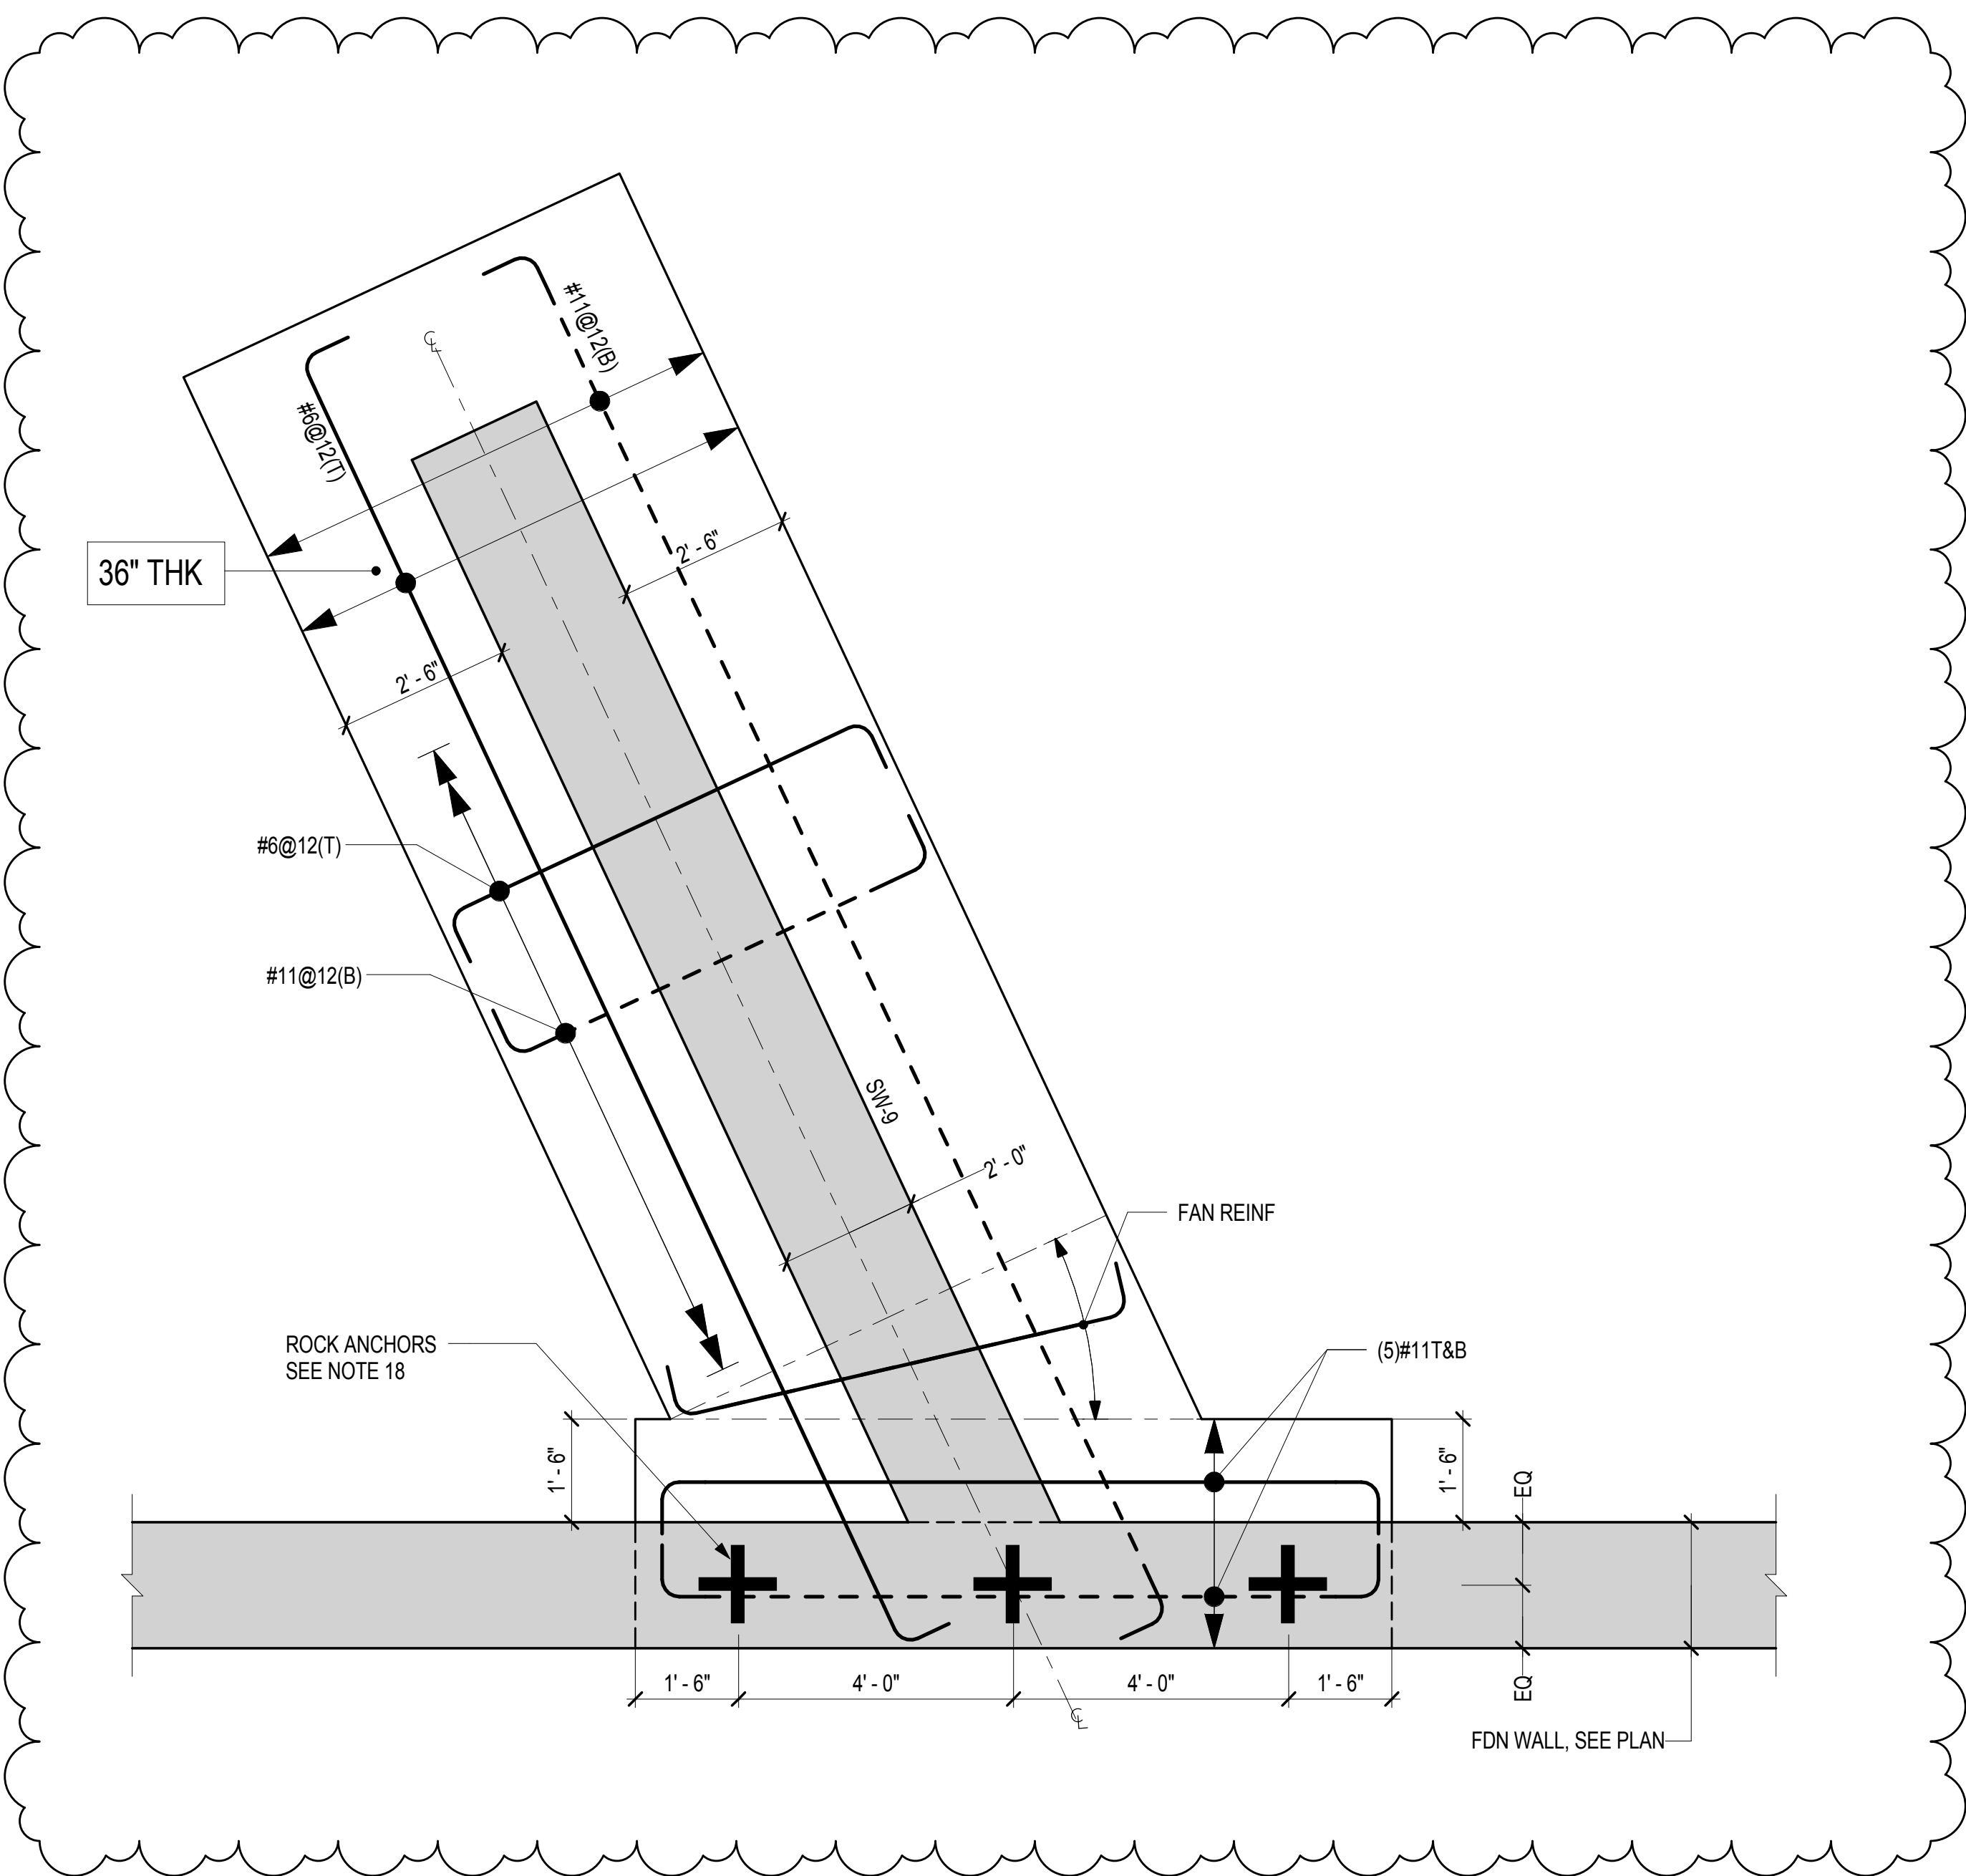 #11@12(B)
℄
#6@12(T)
2' - 6"
36" THK
2' - 6"
#6@12(T)
#11@12(B)
SW-9
2' - 0"
FAN REINF
ROCK ANCHORS
SEE NOTE 18
(5)#11T&B
1' - 6"
1' - 6"
EQ
1' - 6"
4' - 0"
4' - 0"
1' - 6"
EQ
℄
FDN WALL, SEE PLAN